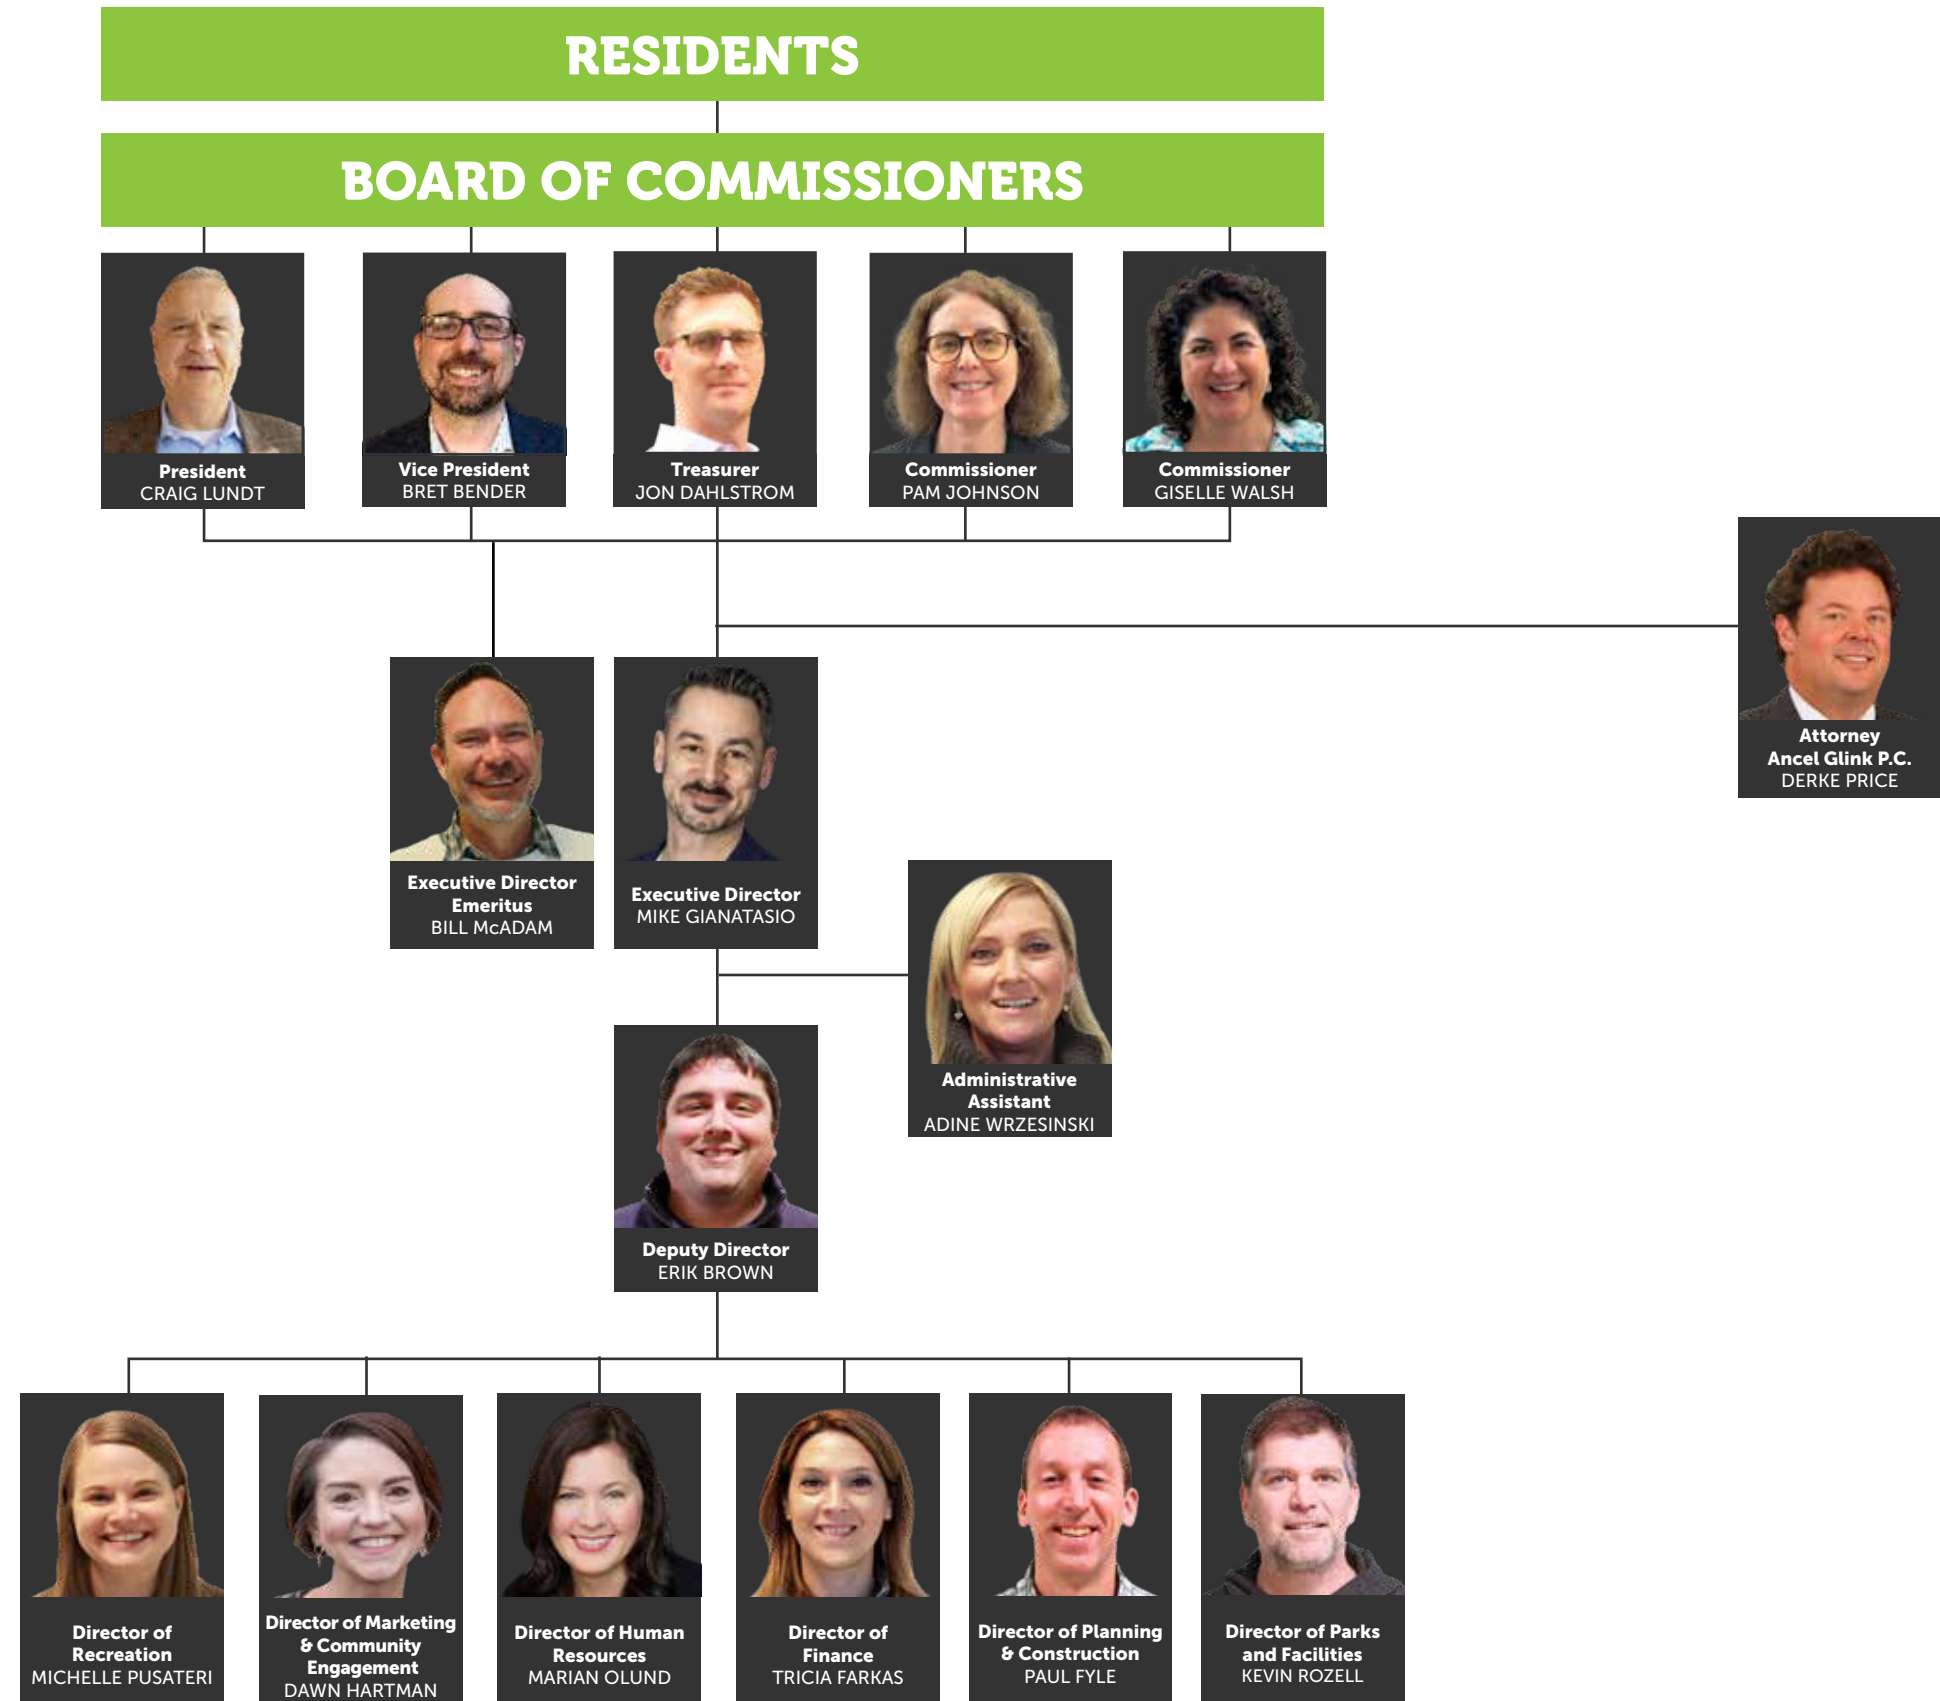 RESIDENTS
BOARD OF COMMISSIONERS
President
CRAIG LUNDT
Vice President
BRET BENDER
Treasurer
JON DAHLSTROM
Commissioner
PAM JOHNSON
Commissioner
GISELLE WALSH
Attorney
Ancel Glink P.C.
DERKE PRICE
Executive Director
Emeritus
BILL McADAM
Executive Director
MIKE GIANATASIO
Administrative
Assistant
ADINE WRZESINSKI
Deputy Director
ERIK BROWN
Director of
Recreation
MICHELLE PUSATERI
Director of Marketing
& Community
Engagement
DAWN HARTMAN
Director of Human
Resources
MARIAN OLUND
Director of
Finance
TRICIA FARKAS
Director of Planning
& Construction
PAUL FYLE
Director of Parks
and Facilities
KEVIN ROZELL